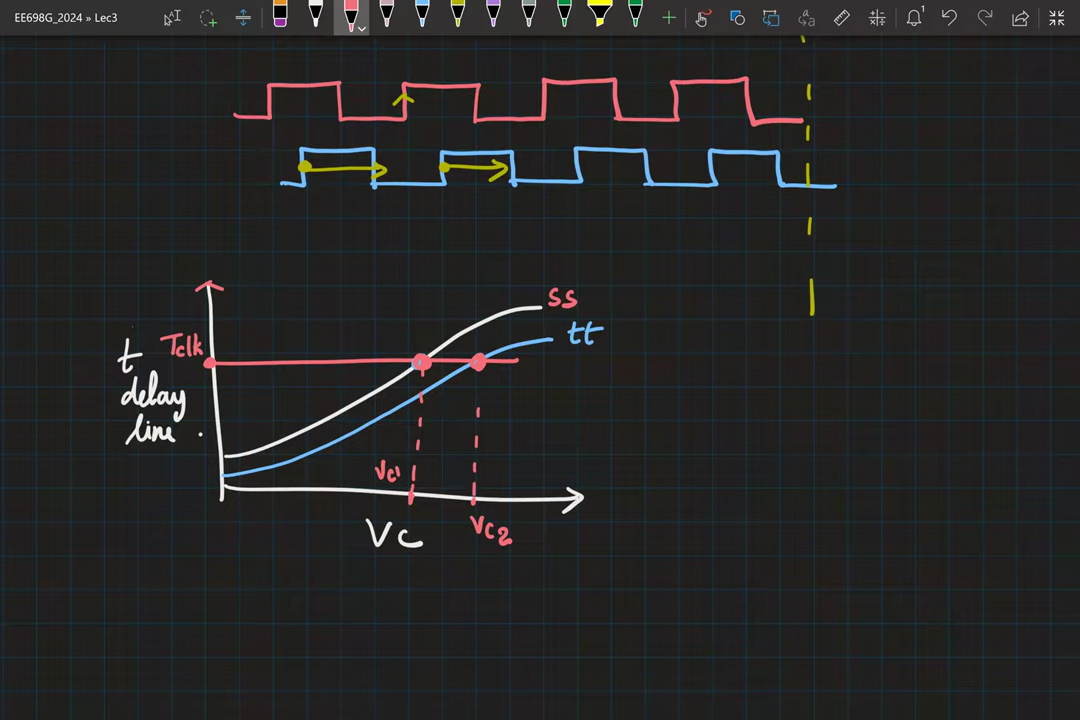 EE698G_2024 » Lec3
ss
tt
Tclk
t
delay
line
Vc1
Vc
Vc2